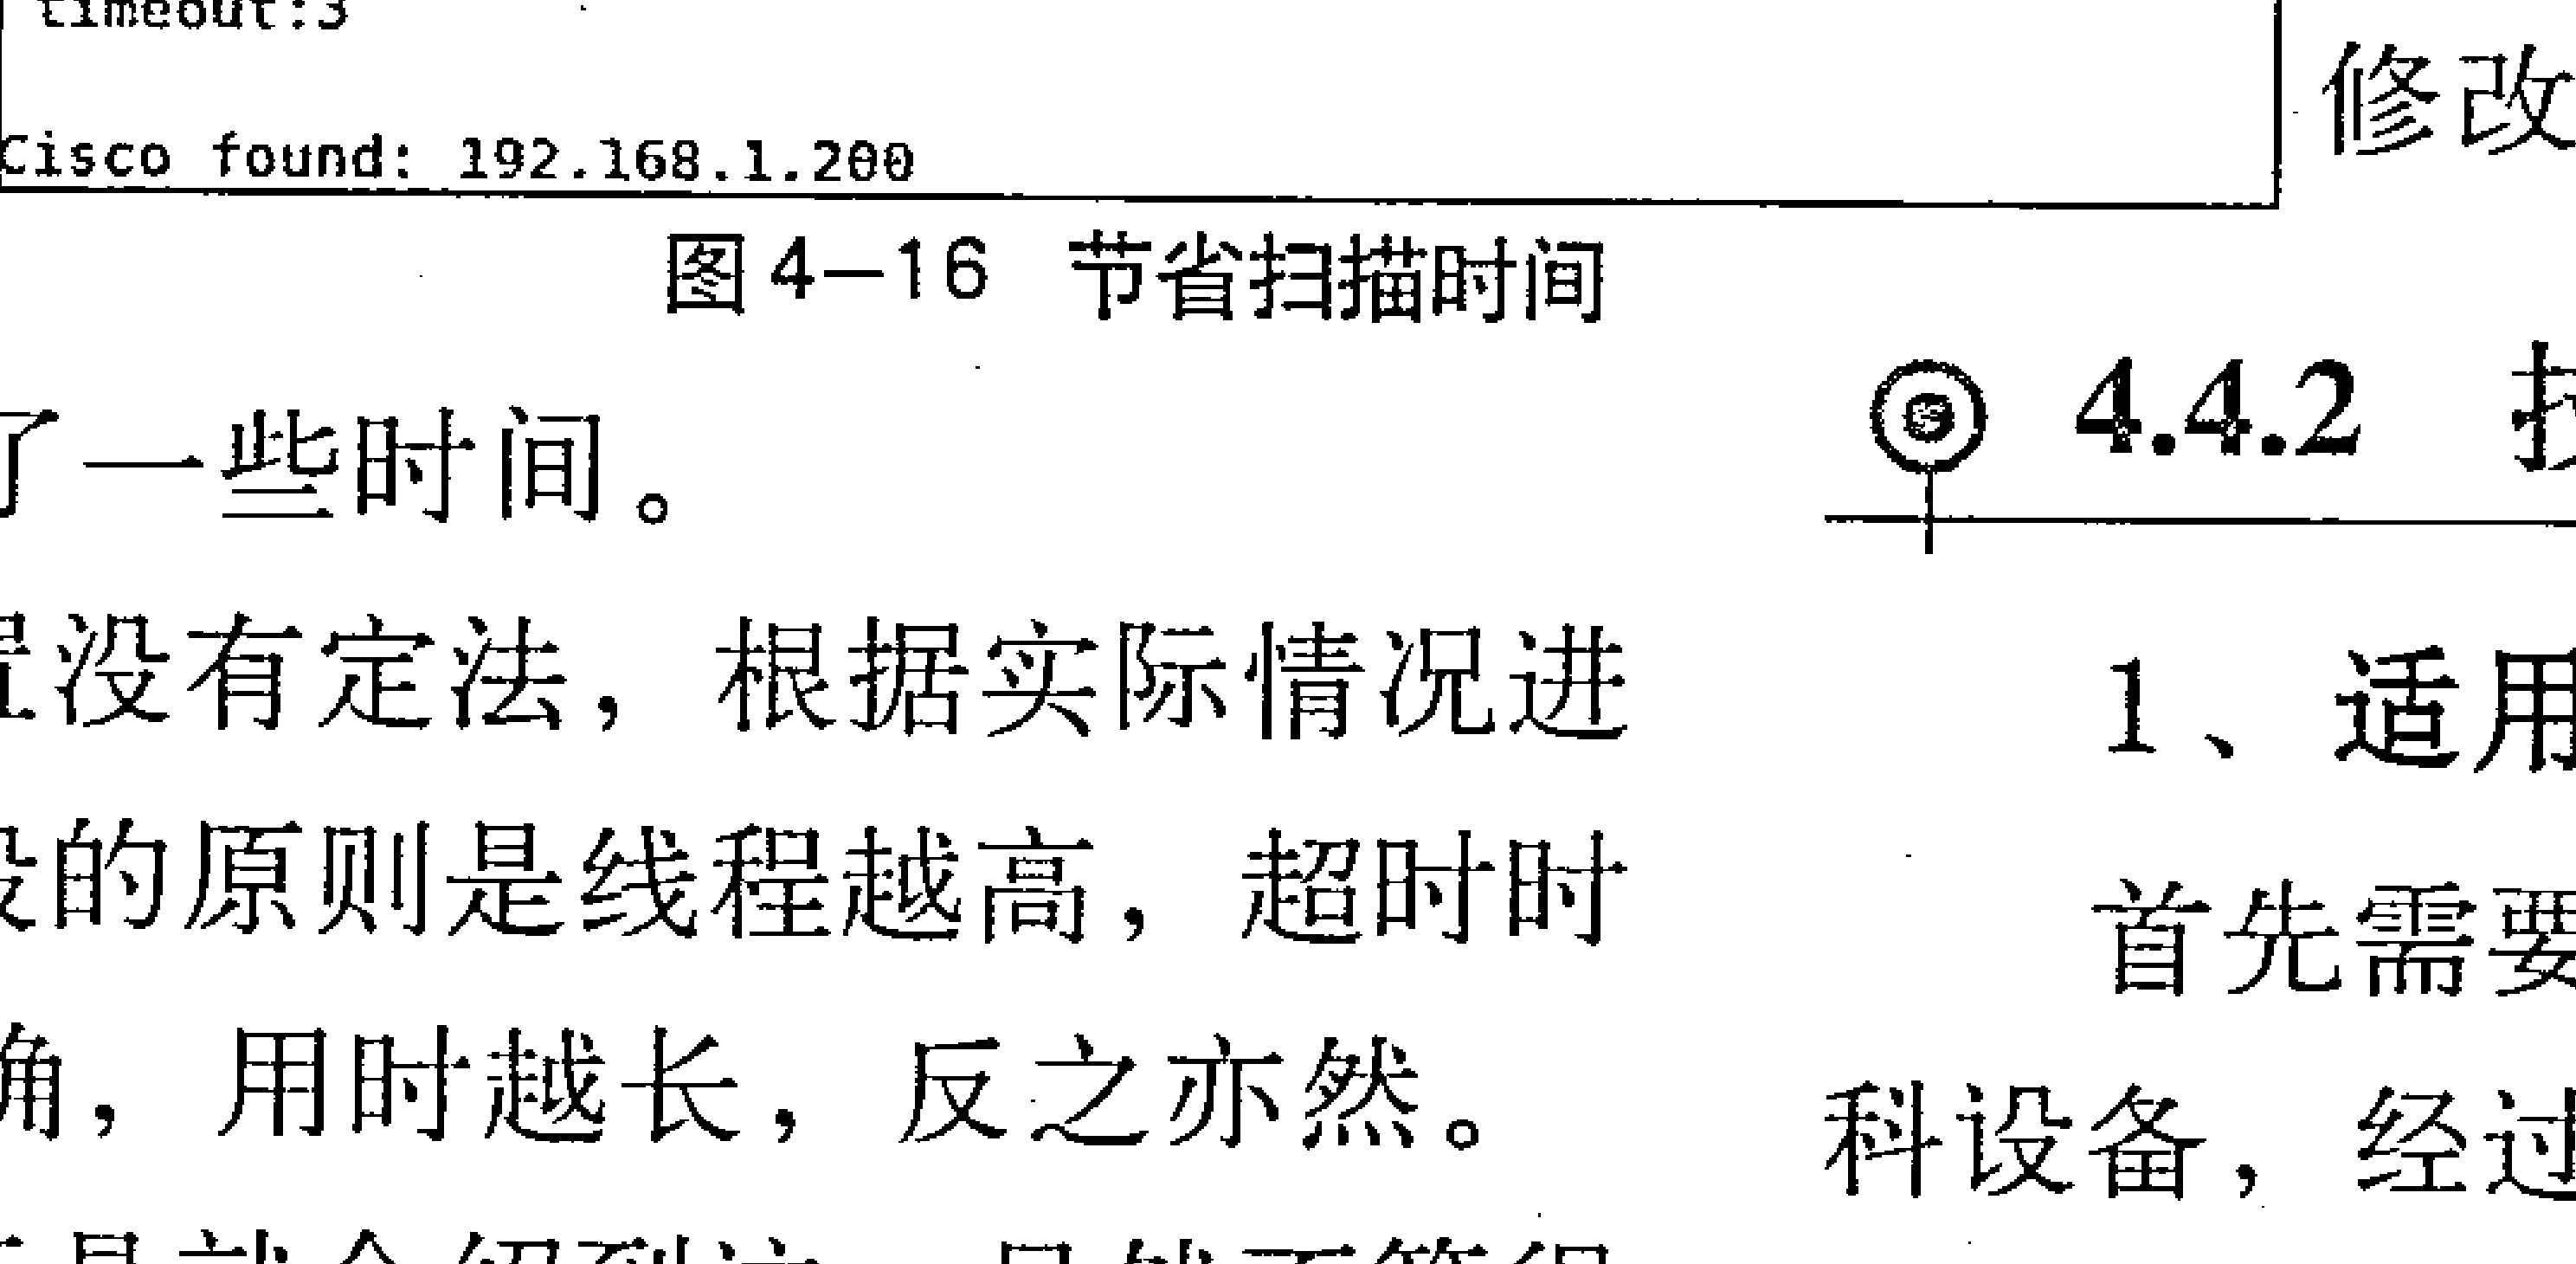 timeout:3
Cisco found: 192.168.1.200
图4-16 节省扫描时间
了一些时间。
置没有定法，根据实际情况进
的原则是线程越高，超时时
确，用时越长，反之亦然。
修改
4.4.2
1、适用
首先需要
科设备，经过